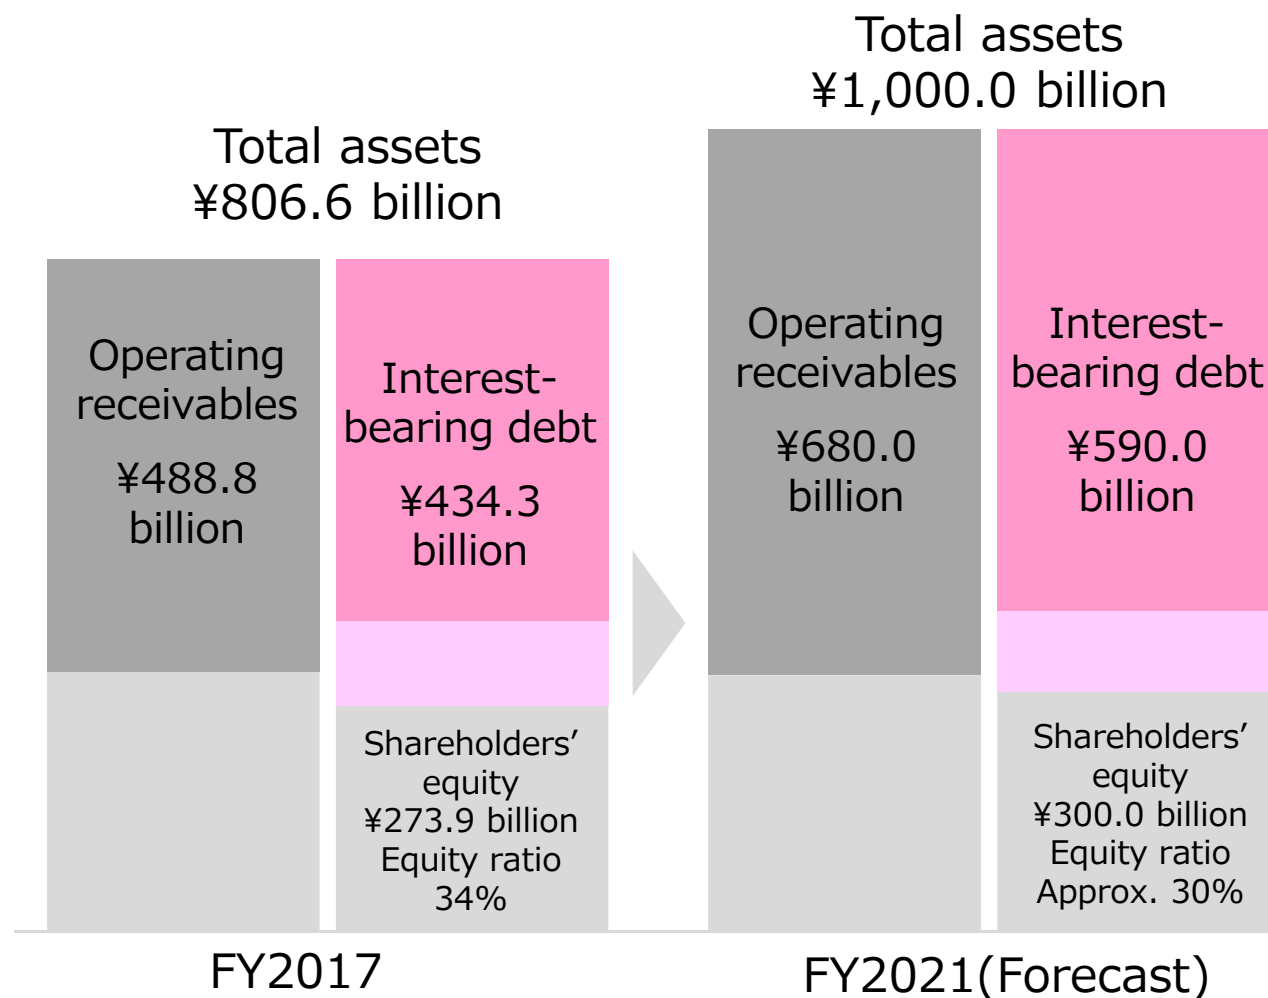 Total assets
¥806.6 billion
Operating
receivables
¥488.8
billion
Interest-
bearing debt
¥434.3
billion
Shareholders’
equity
¥273.9 billion
Equity ratio
34%
FY2017
Total assets
¥1,000.0 billion
Operating
receivables
¥680.0
billion
Interest-
bearing debt
¥590.0
billion
Shareholders’
equity
¥300.0 billion
Equity ratio
Approx. 30%
FY2021(Forecast)